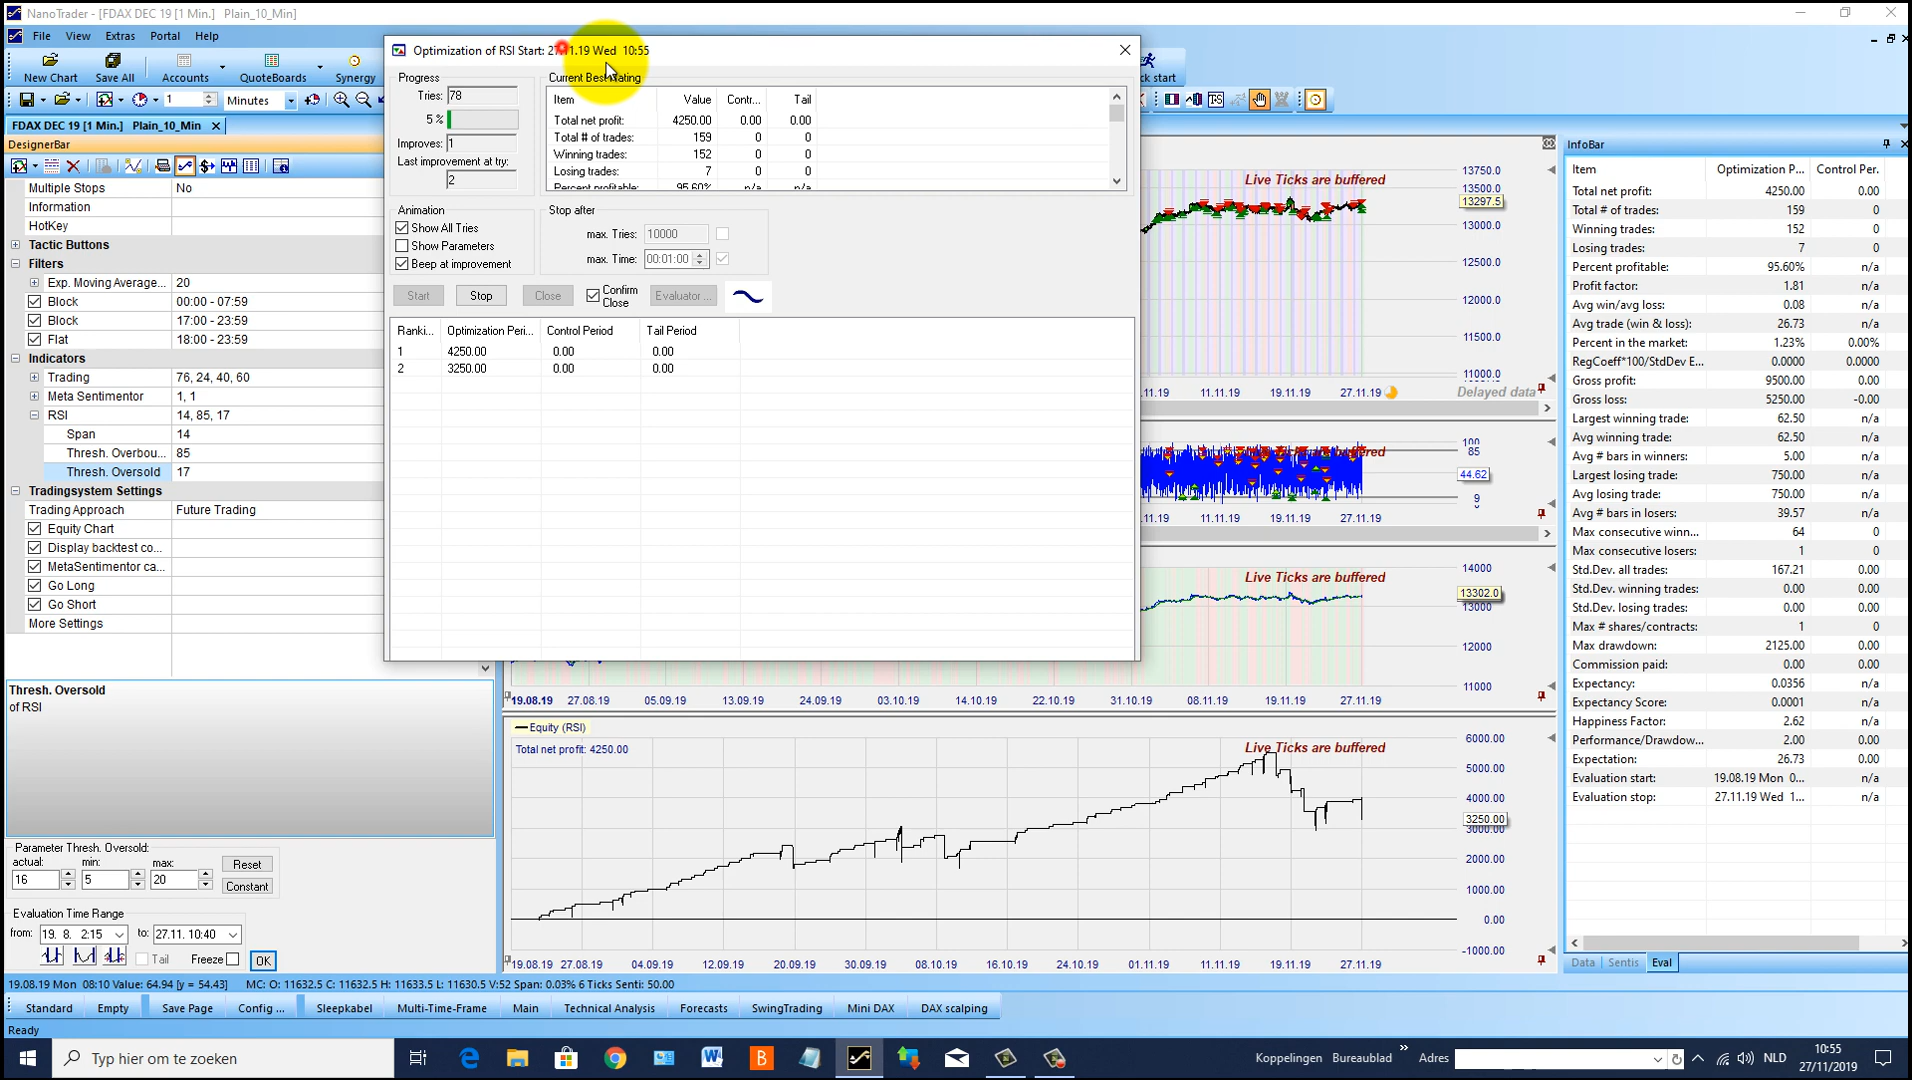 NanoTrader - [FDAX DEC 19 [1 Min.] Plain_10_Min]
File View Extras Portal Help
New Chart Save All Accounts QuoteBoards Synergy
1 Minutes
FDAX DEC 19 [1 Min.] Plain_10_Min
DesignerBar
Multiple Stops No
Information
HotKey
Tactic Buttons
Filters
Exp. Moving Average... 20
Block 00:00 - 07:59
Block 17:00 - 23:59
Flat 18:00 - 23:59
Indicators
Trading 76, 24, 40, 60
Meta Sentimentor 1, 1
RSI 14, 85, 17
Span 14
Thresh. Overbou... 85
Thresh. Oversold 17
Tradingsystem Settings
Trading Approach Future Trading
Equity Chart
Display backtest co...
MetaSentimentor ca...
Go Long
Go Short
More Settings
Thresh. Oversold
of RSI
Parameter Thresh. Oversold:
actual: min: max: Reset
16 5 20 Constant
Evaluation Time Range
from: 19. 8. 2:15 to: 27.11. 10:40
Tail Freeze OK
Optimization of RSI Start: 27.11.19 Wed 10:55
Progress
Tries: 78
5 %
Improves: 1
Last improvement at try:
2
Current Best Rating
Item Value Contr... Tail
Total net profit: 4250.00 0.00 0.00
Total # of trades: 159 0 0
Winning trades: 152 0 0
Losing trades: 7 0 0
Percent profitable: 95.60% n/a n/a
Animation
Show All Tries
Show Parameters
Beep at improvement
Stop after
max. Tries: 10000
max. Time: 00:01:00
Start Stop Close Confirm Close Evaluator ...
Ranki... Optimization Peri... Control Period Tail Period
1 4250.00 0.00 0.00
2 3250.00 0.00 0.00
k start
Live Ticks are buffered
13750.0
13500.0
13297.5
13000.0
12500.0
12000.0
11500.0
11000.0
.11.19 11.11.19 19.11.19 27.11.19 Delayed data
Live Ticks are buffered
100
85
44.62
9
.11.19 11.11.19 19.11.19 27.11.19
Live Ticks are buffered
14000
13302.0
13000
12000
11000
19.08.19 27.08.19 05.09.19 13.09.19 24.09.19 03.10.19 14.10.19 22.10.19 31.10.19 08.11.19 19.11.19 27.11.19
Equity (RSI)
Total net profit: 4250.00
Live Ticks are buffered
6000.00
5000.00
4000.00
3250.00
3000.00
2000.00
1000.00
0.00
-1000.00
19.08.19 27.08.19 04.09.19 12.09.19 20.09.19 30.09.19 08.10.19 16.10.19 24.10.19 01.11.19 11.11.19 19.11.19 27.11.19
InfoBar
Item Optimization P... Control Per.
Total net profit: 4250.00 0.00
Total # of trades: 159 0
Winning trades: 152 0
Losing trades: 7 0
Percent profitable: 95.60% n/a
Profit factor: 1.81 n/a
Avg win/avg loss: 0.08 n/a
Avg trade (win & loss): 26.73 n/a
Percent in the market: 1.23% 0.00%
RegCoeff*100/StdDev E... 0.0000 0.0000
Gross profit: 9500.00 0.00
Gross loss: 5250.00 -0.00
Largest winning trade: 62.50 n/a
Avg winning trade: 62.50 n/a
Avg # bars in winners: 5.00 n/a
Largest losing trade: 750.00 n/a
Avg losing trade: 750.00 n/a
Avg # bars in losers: 39.57 n/a
Max consecutive winn... 64 0
Max consecutive losers: 1 0
Std.Dev. all trades: 167.21 n/a
Std.Dev. winning trades: 0.00 n/a
Std.Dev. losing trades: 0.00 n/a
Max # shares/contracts: 1 n/a
Max drawdown: 2125.00 0.00
Commission paid: 0.00 0.00
Expectancy: 0.0356 n/a
Expectancy Score: 0.0001 n/a
Happiness Factor: 2.62 n/a
Performance/Drawdow... 2.00 0.00
Expectation: 26.73 0.00
Evaluation start: 19.08.19 Mon 0... n/a
Evaluation stop: 27.11.19 Wed 1... n/a
Data Sentis Eval
19.08.19 Mon 08:10 Value: 64.94 [y = 54.43] MC: O: 11632.5 C: 11632.5 H: 11633.5 L: 11630.5 V:52 Span: 0.03% 6 Ticks Senti: 50.00
Standard Empty Save Page Config ... Sleepkabel Multi-Time-Frame Main Technical Analysis Forecasts SwingTrading Mini DAX DAX scalping
Ready
Typ hier om te zoeken
Koppelingen Bureaublad » Adres NLD 10:55
27/11/2019